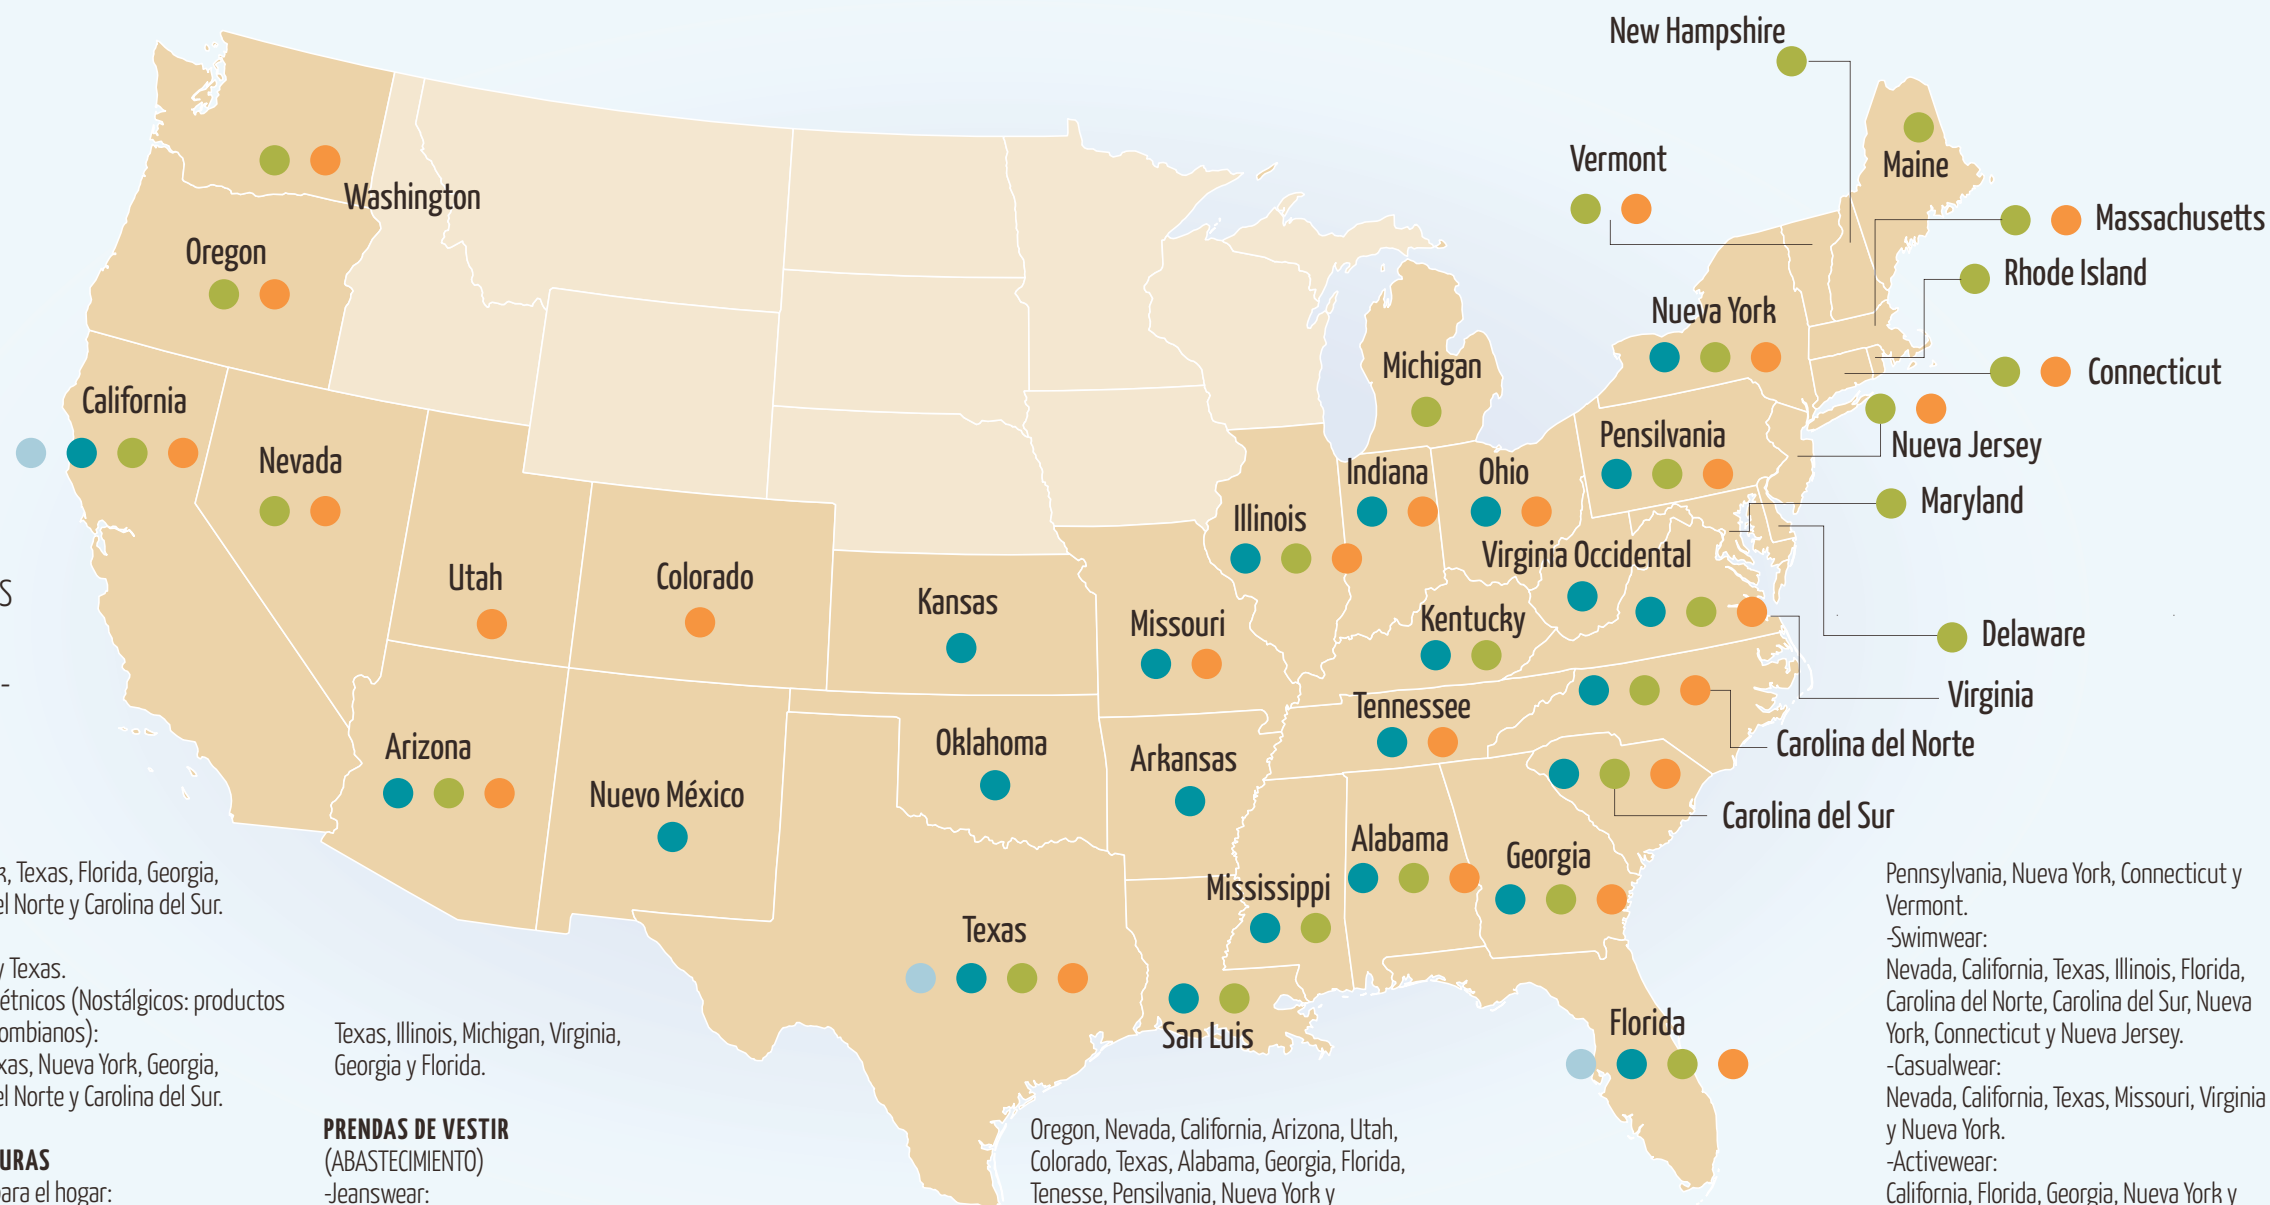 New Hampshire
Vermont
Maine
Massachusetts
Rhode Island
Washington
Oregon
Nueva York
Michigan
Connecticut
California
Nevada
Pensilvania
Nueva Jersey
Indiana
Ohio
Maryland
Illinois
Virginia Occidental
Utah
Colorado
Kansas
Missouri
Kentucky
Delaware
Virginia
Tennessee
Carolina del Norte
Arizona
Oklahoma
Arkansas
Nuevo México
Carolina del Sur
Alabama
Georgia
Mississippi
Texas
San Luis
Florida
S
-
, Texas, Florida, Georgia,
el Norte y Carolina del Sur.
y Texas.
étnicos (Nostálgicos: productos
ombianos):
xas, Nueva York, Georgia,
el Norte y Carolina del Sur.
URAS
para el hogar:
Texas, Illinois, Michigan, Virginia,
Georgia y Florida.
PRENDAS DE VESTIR
(ABASTECIMIENTO)
-Jeanswear:
Oregon, Nevada, California, Arizona, Utah,
Colorado, Texas, Alabama, Georgia, Florida,
Tenesse, Pensilvania, Nueva York y
Pennsylvania, Nueva York, Connecticut y
Vermont.
-Swimwear:
Nevada, California, Texas, Illinois, Florida,
Carolina del Norte, Carolina del Sur, Nueva
York, Connecticut y Nueva Jersey.
-Casualwear:
Nevada, California, Texas, Missouri, Virginia
y Nueva York.
-Activewear:
California, Florida, Georgia, Nueva York y